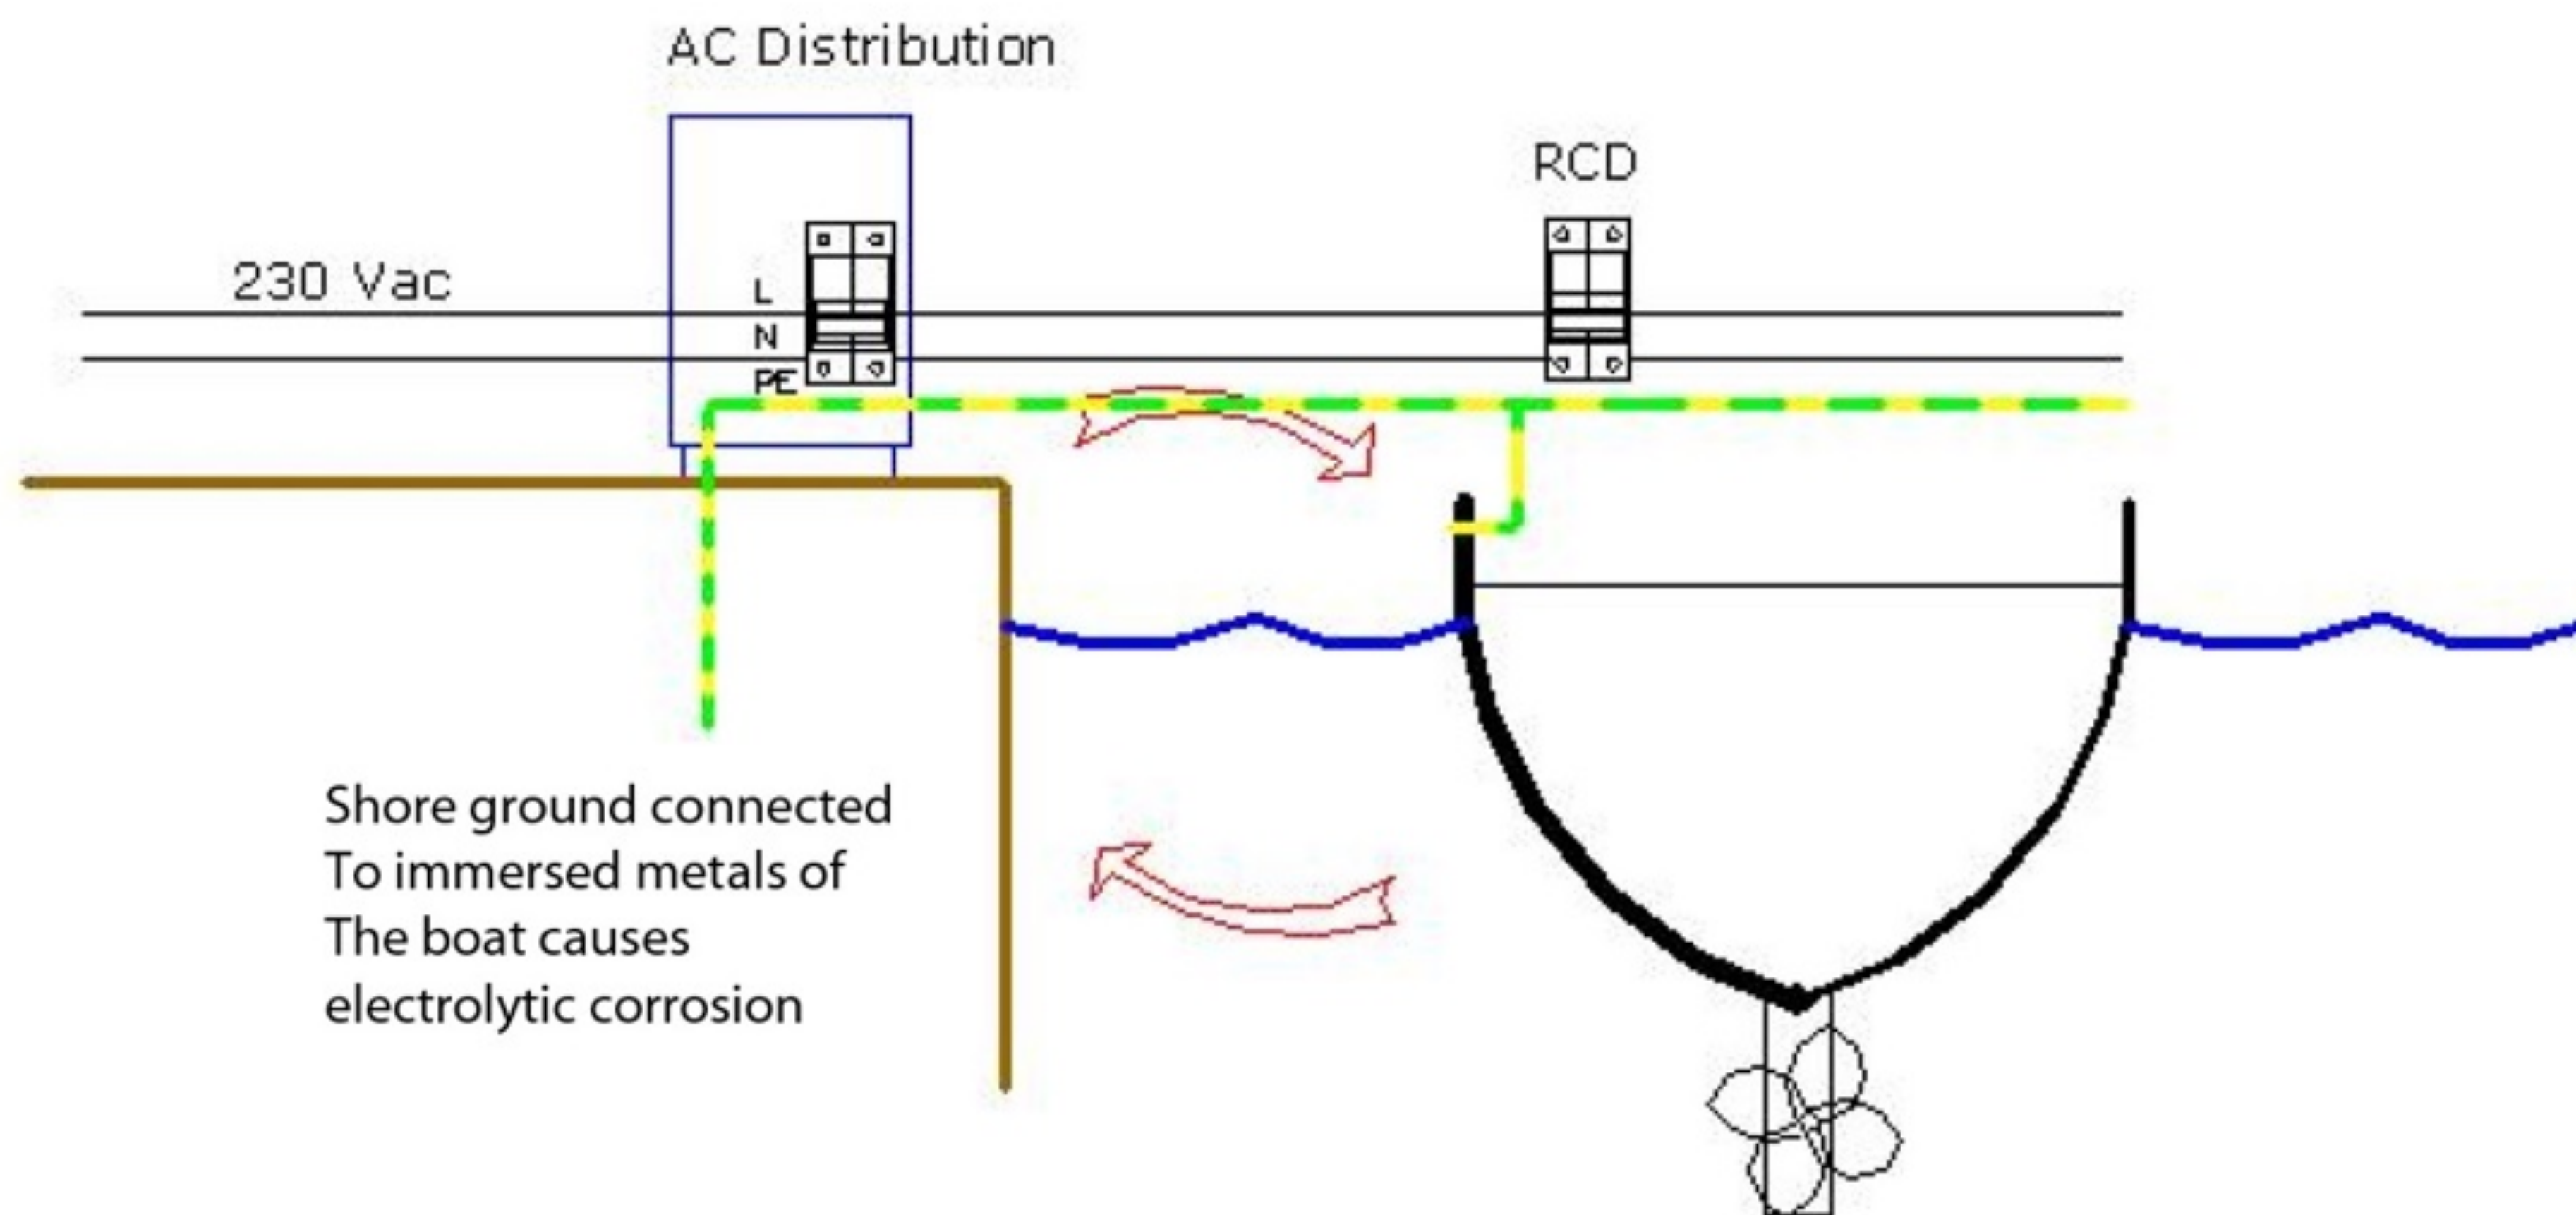 AC Distribution
RCD
230 Vac
L
N
PE
Shore ground connected
To immersed metals of
The boat causes
electrolytic corrosion